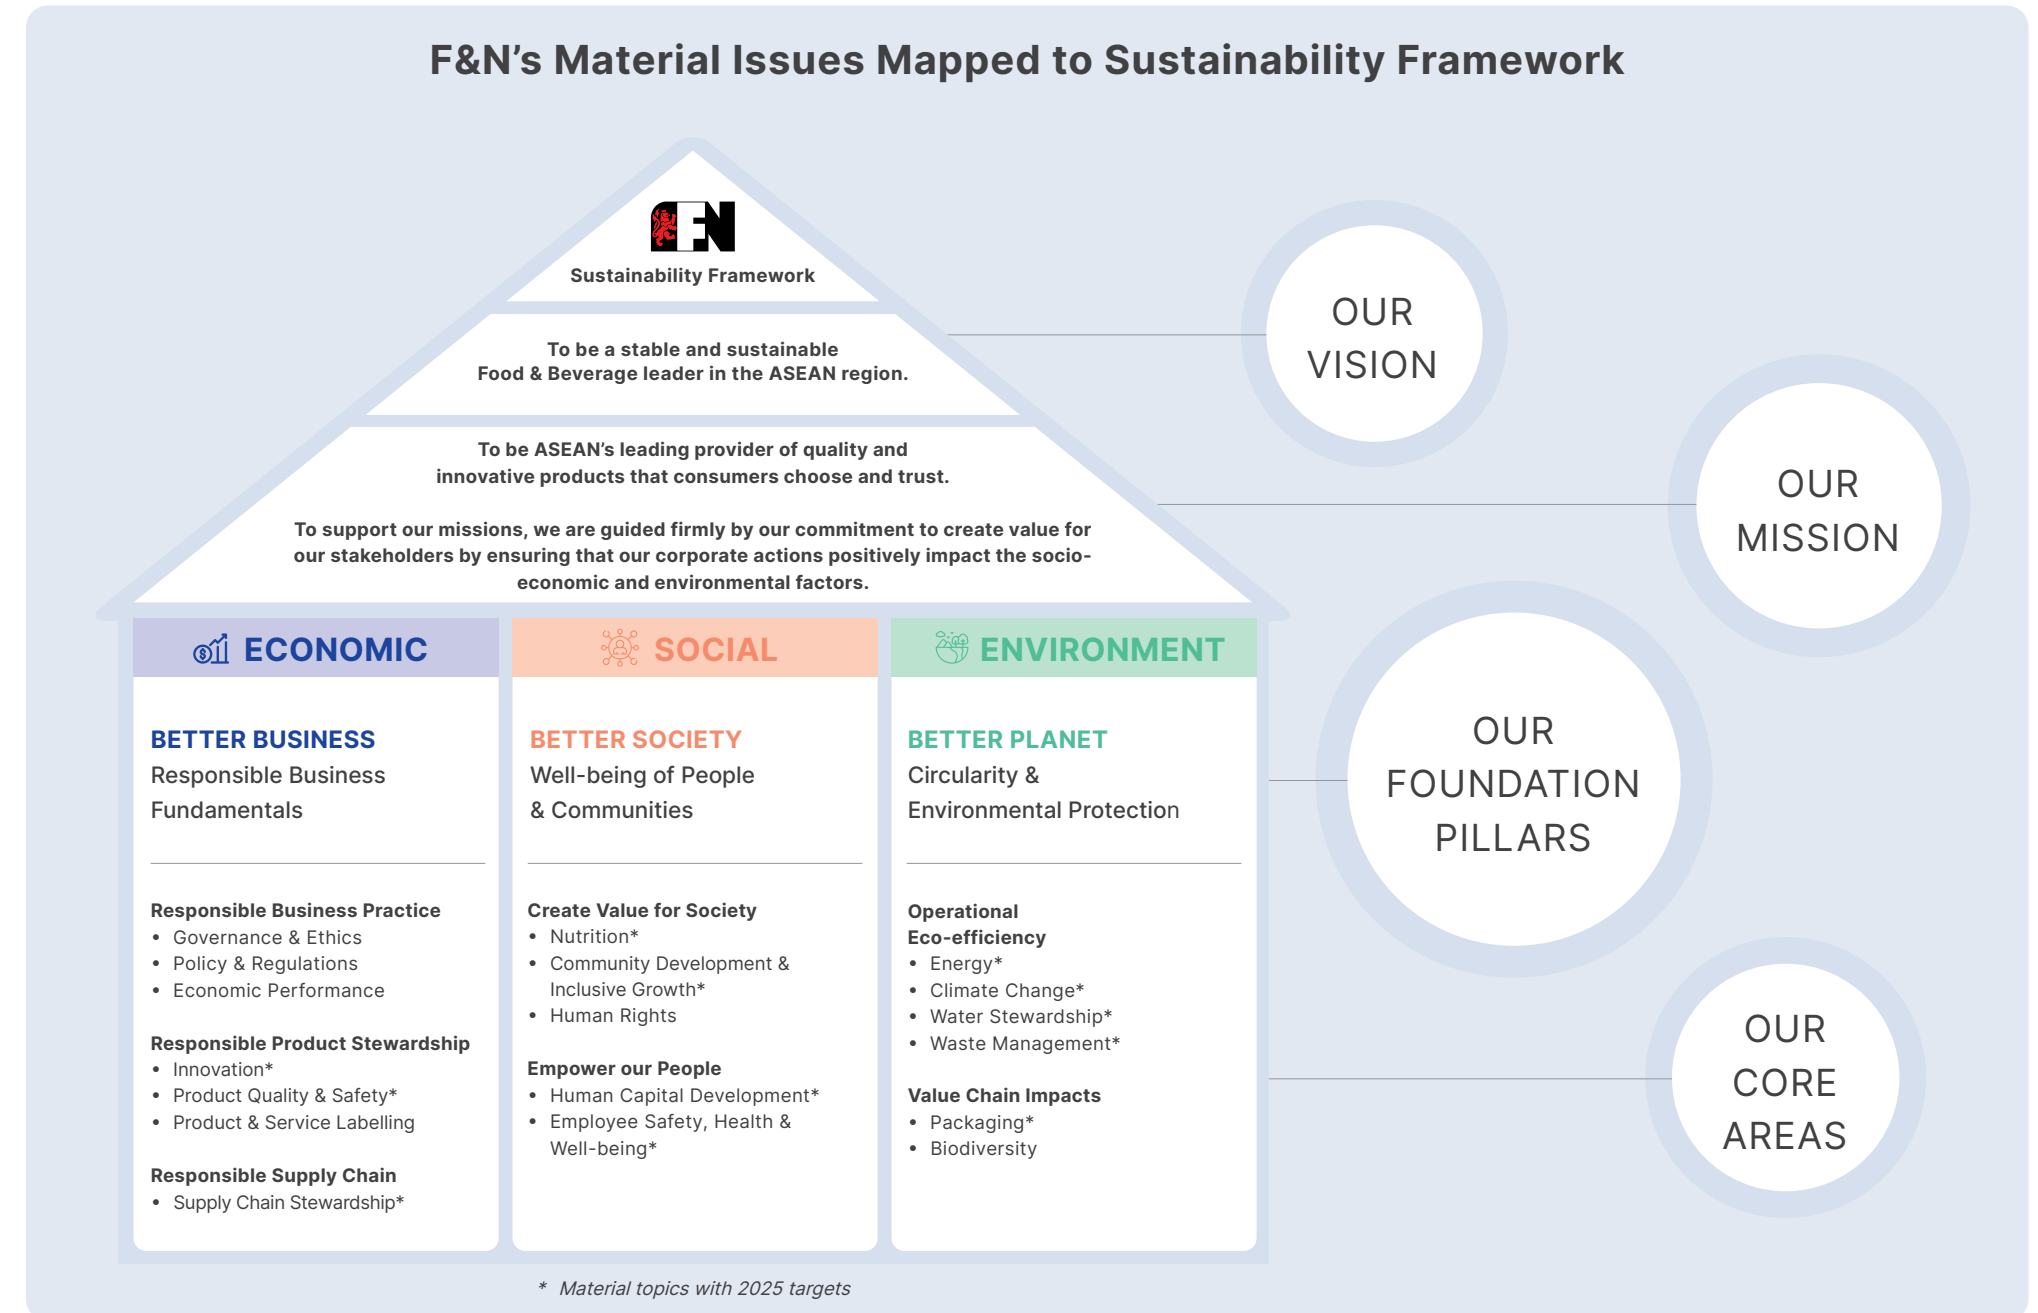 F&N's Material Issues Mapped to Sustainability Framework
FN
Sustainability Framework
To be a stable and sustainable
Food & Beverage leader in the ASEAN region.
OUR
VISION
To be ASEAN's leading provider of quality and
innovative products that consumers choose and trust.
To support our missions, we are guided firmly by our commitment to create value for
our stakeholders by ensuring that our corporate actions positively impact the socio-
economic and environmental factors.
OUR
MISSION
ECONOMIC
BETTER BUSINESS
Responsible Business
Fundamentals
Responsible Business Practice
• Governance & Ethics
• Policy & Regulations
• Economic Performance
Responsible Product Stewardship
• Innovation*
• Product Quality & Safety*
• Product & Service Labelling
Responsible Supply Chain
• Supply Chain Stewardship*
SOCIAL
BETTER SOCIETY
Well-being of People
& Communities
Create Value for Society
• Nutrition*
• Community Development &
Inclusive Growth*
• Human Rights
Empower our People
• Human Capital Development*
• Employee Safety, Health &
Well-being*
ENVIRONMENT
BETTER PLANET
Circularity &
Environmental Protection
Operational
Eco-efficiency
• Energy*
• Climate Change*
• Water Stewardship*
• Waste Management*
Value Chain Impacts
• Packaging*
• Biodiversity
OUR
FOUNDATION
PILLARS
OUR
CORE
AREAS
* Material topics with 2025 targets